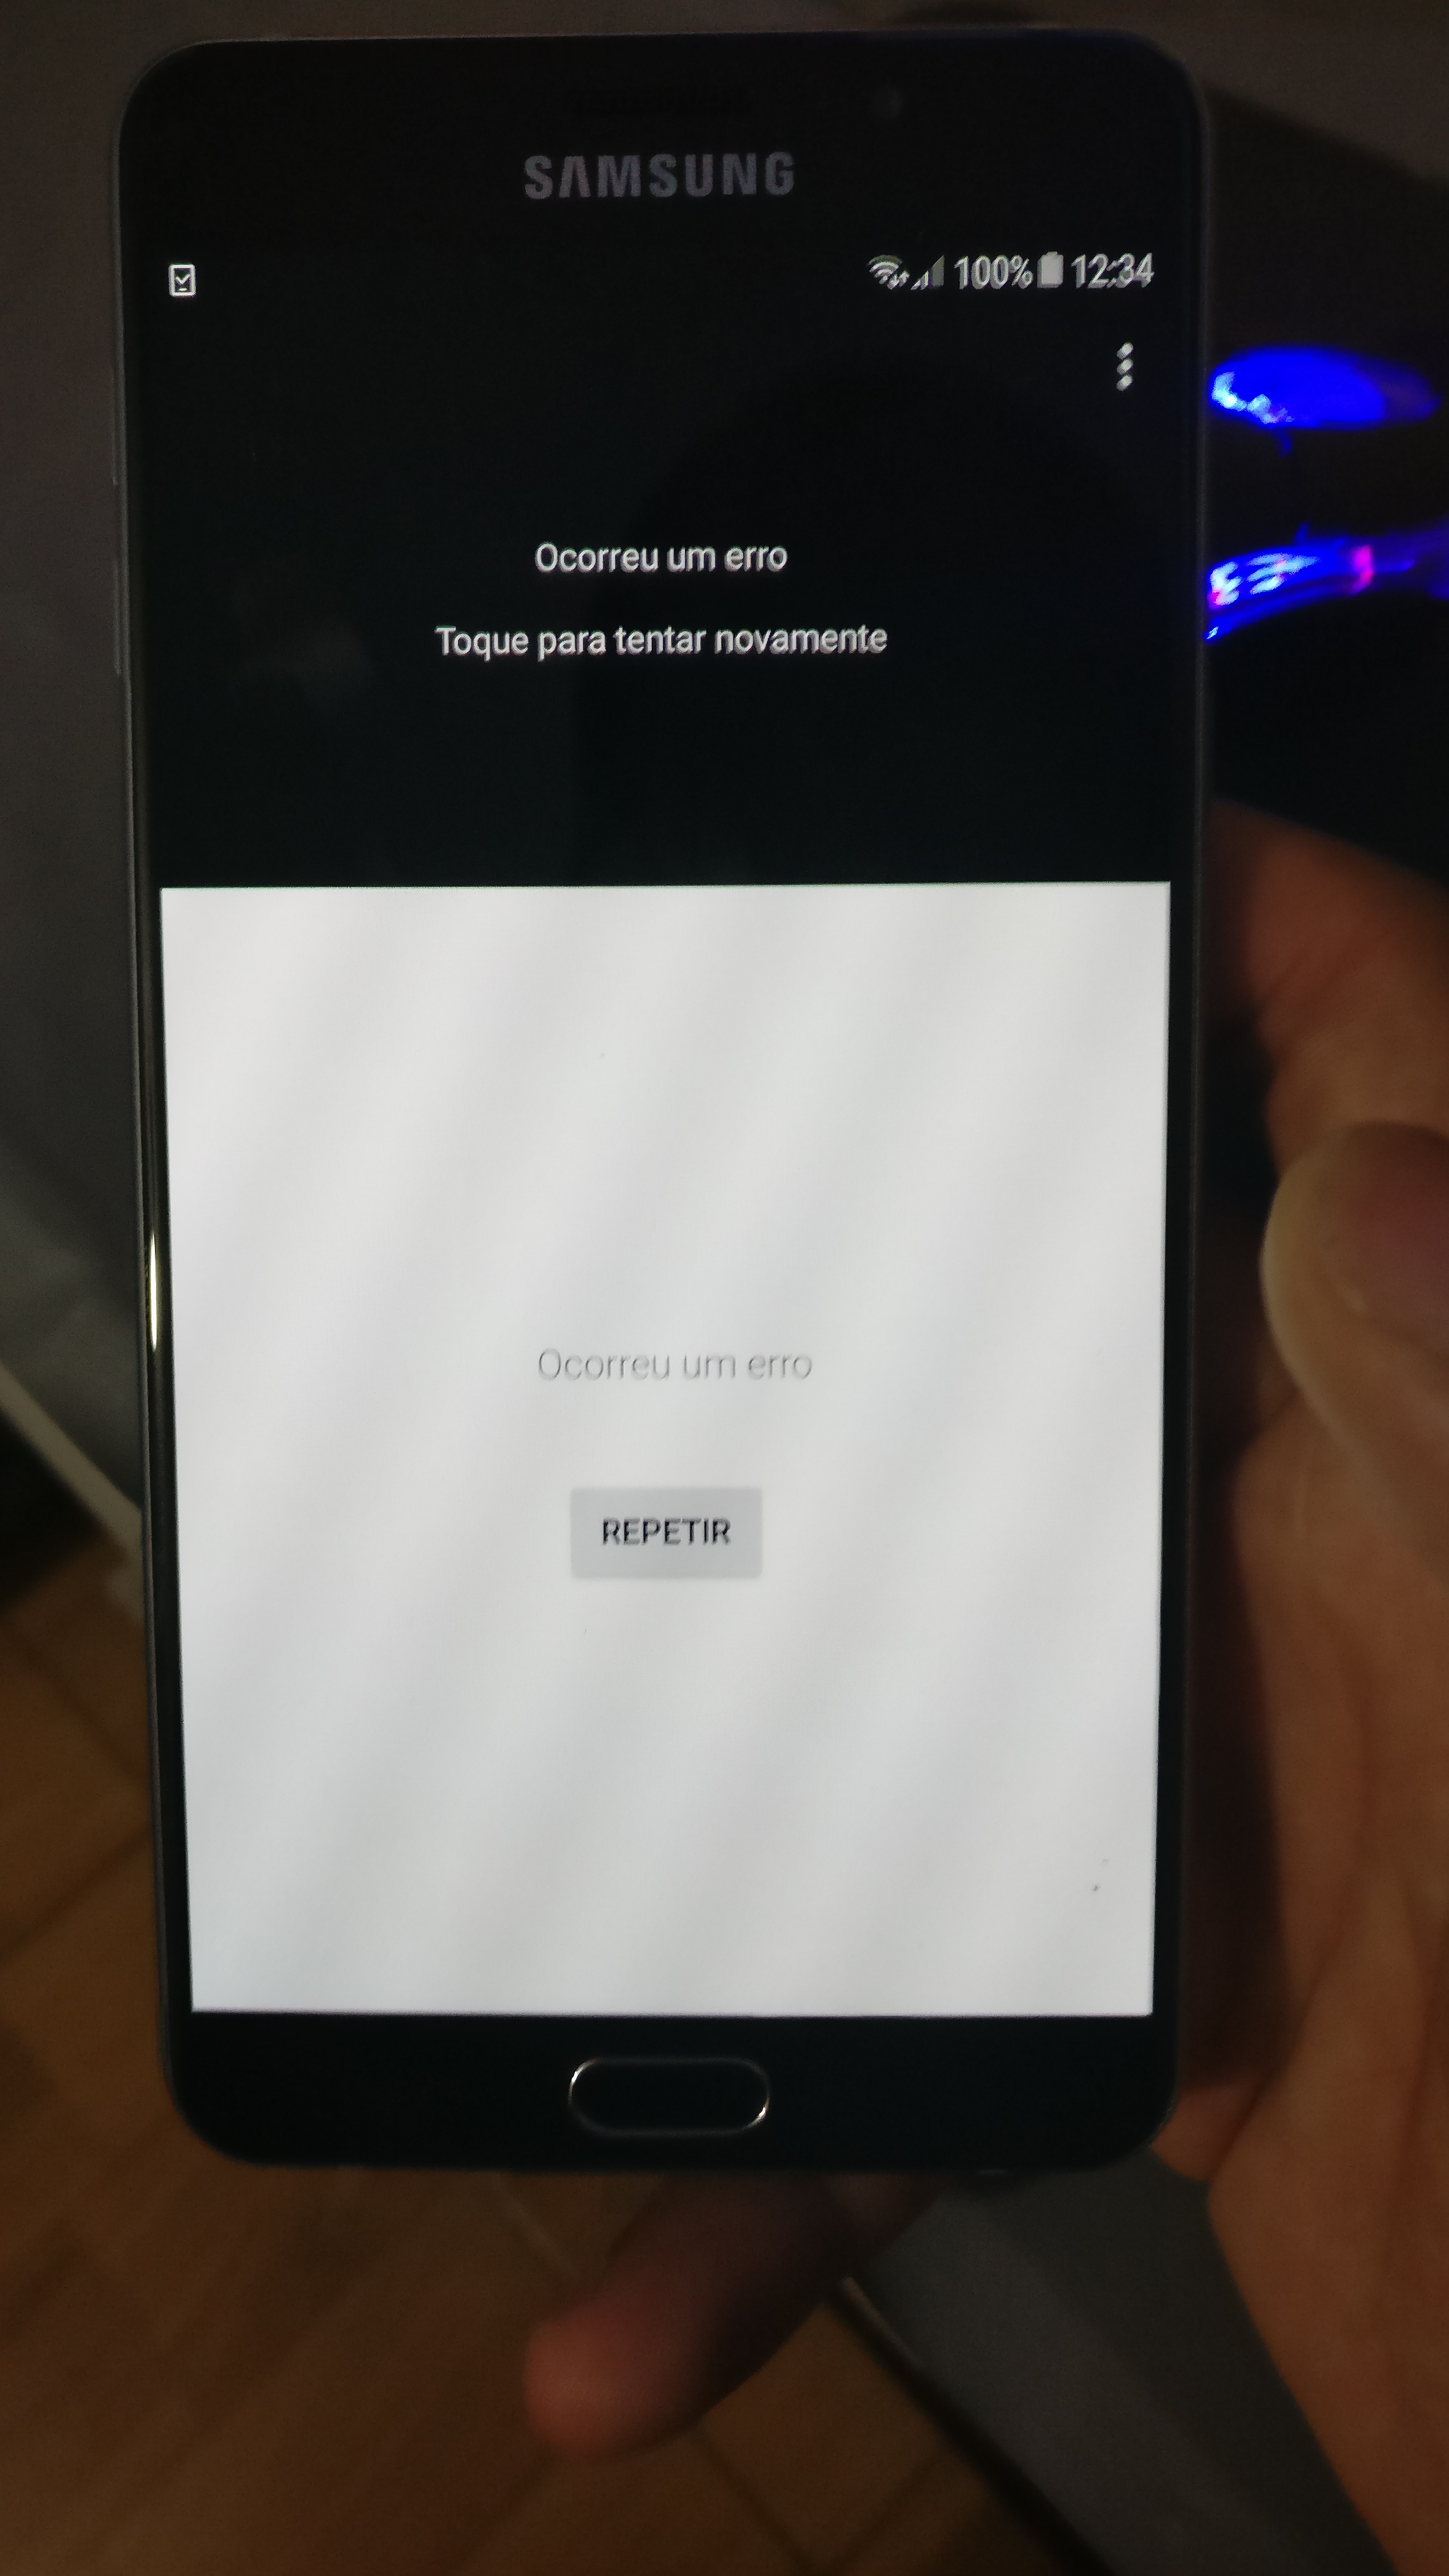 SAMSUNG
100% 12:34
Ocorreu um erro
Toque para tentar novamente
Ocorreu um erro
REPETIR